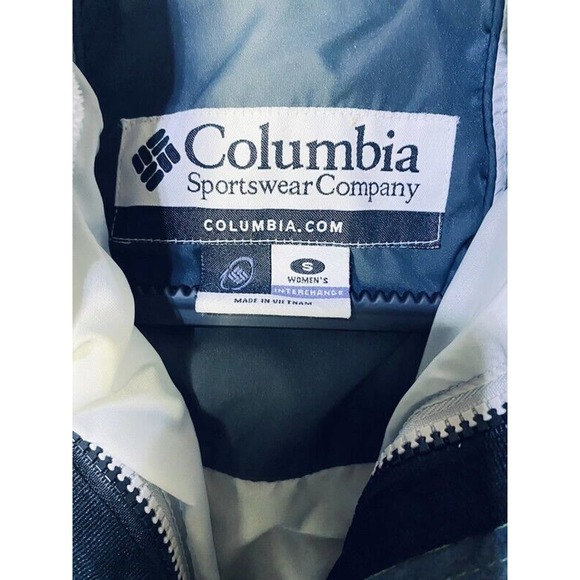 Columbia
Sportswear Company
COLUMBIA.COM
S
WOMEN'S
INTERCHANGE
MADE IN VIETNAM